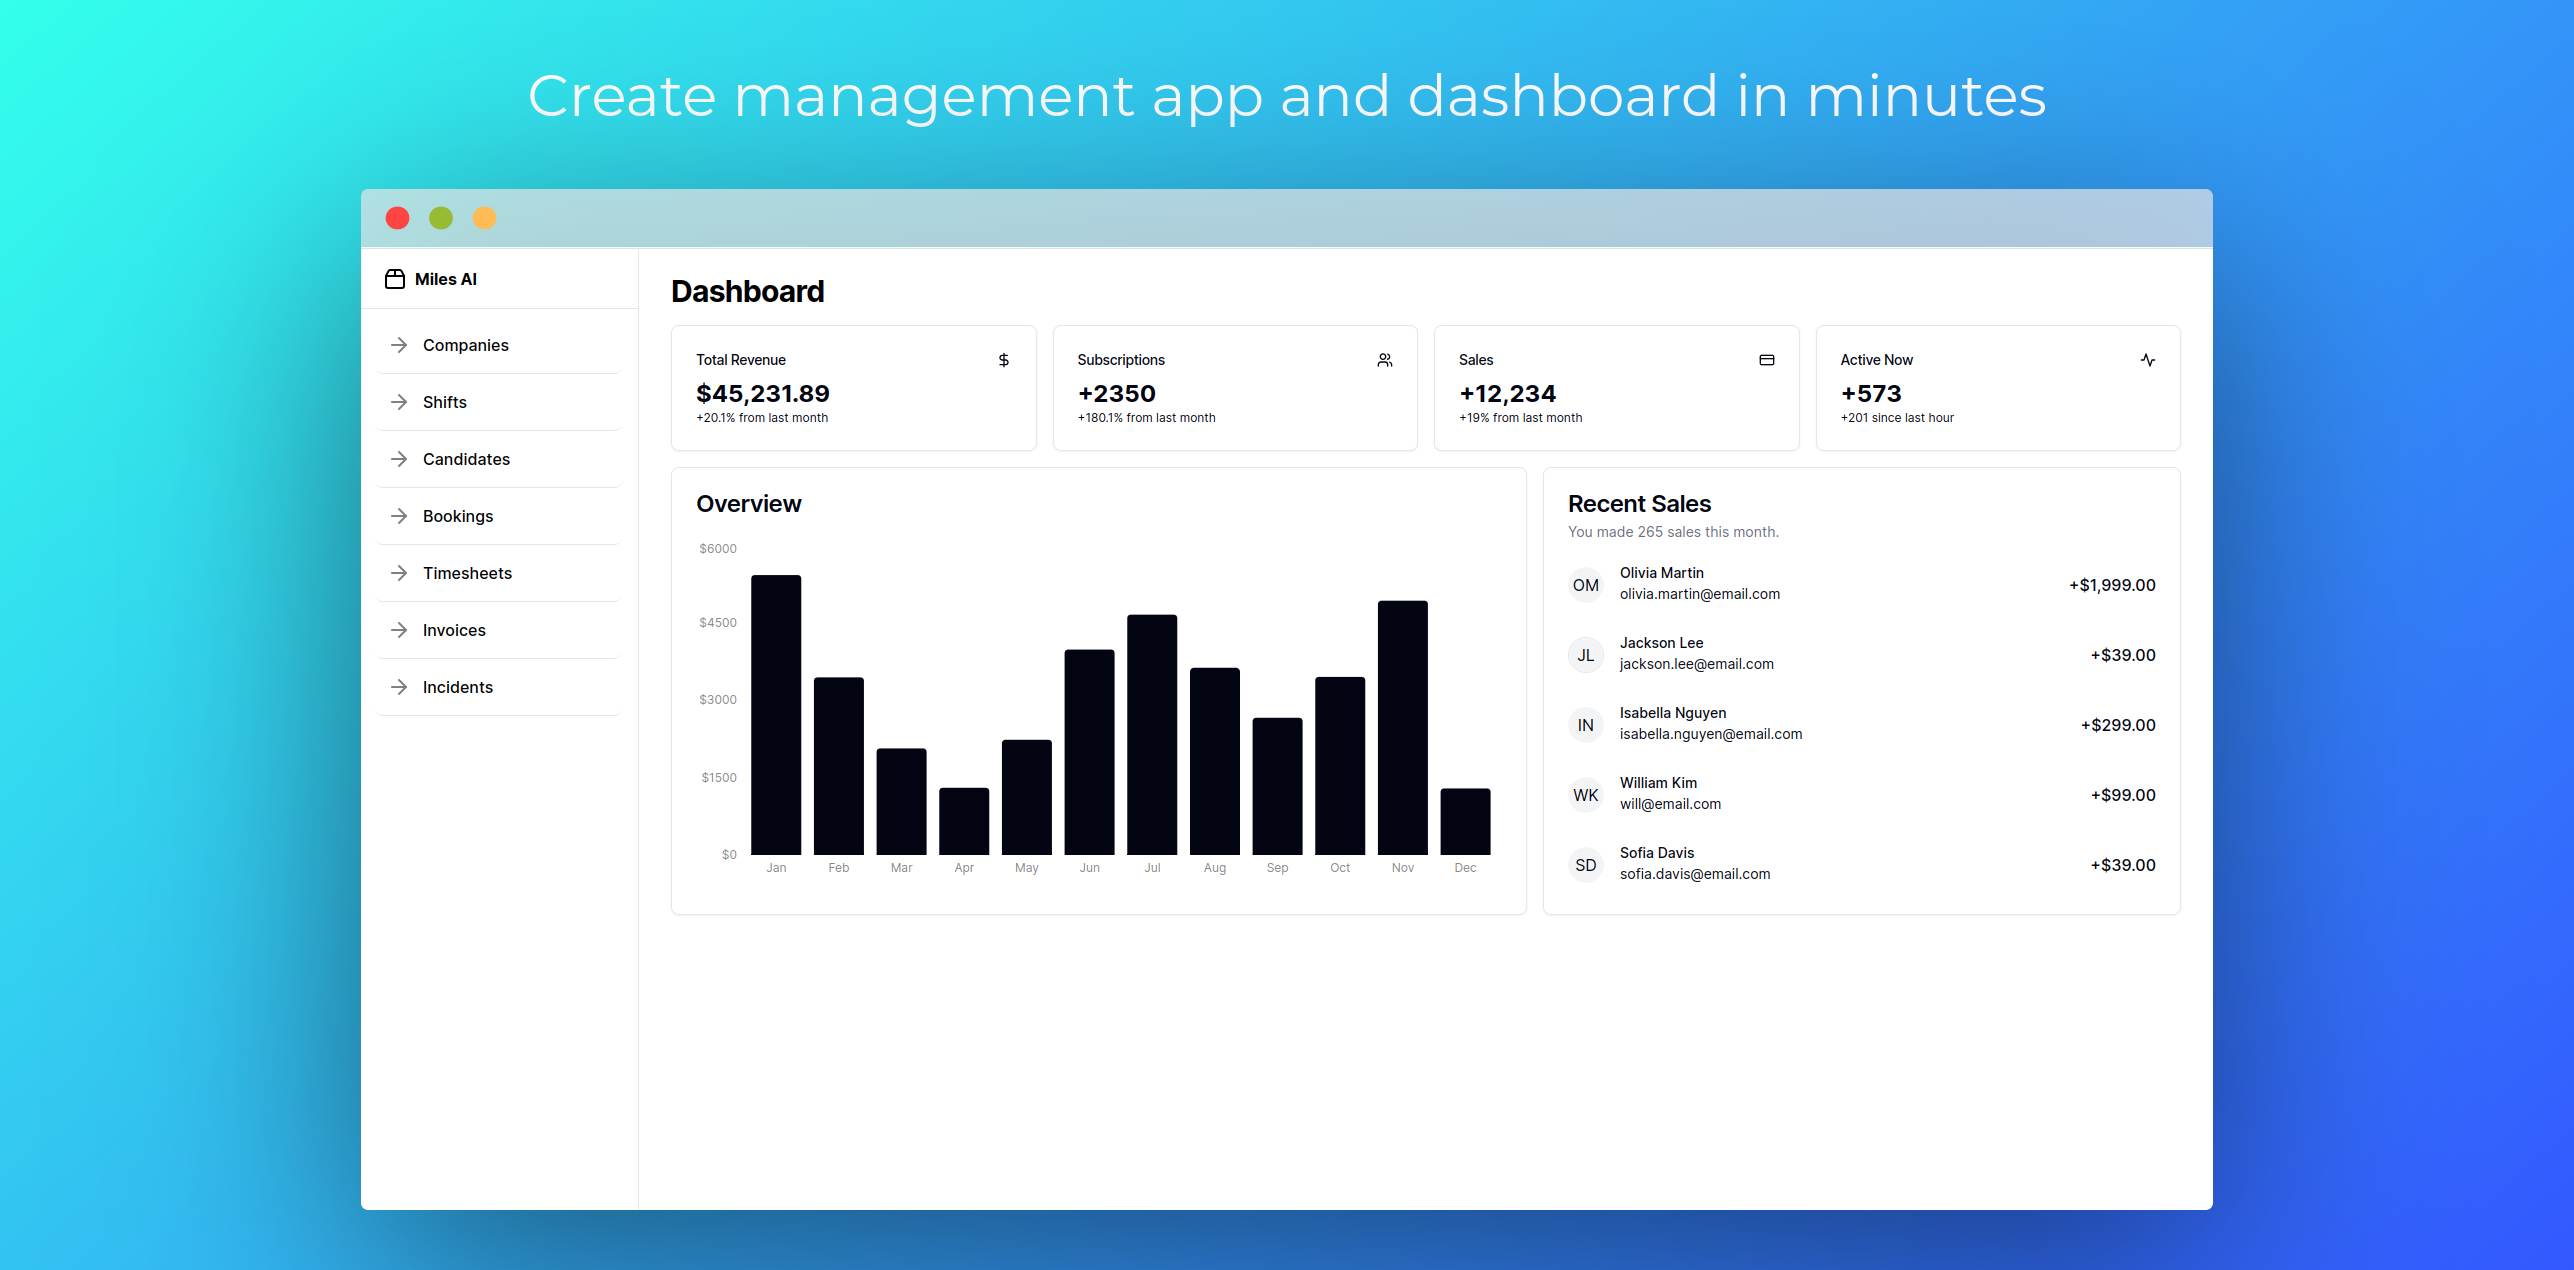 Create management app and dashboard in minutes
Miles AI
Companies
Shifts
Candidates
Bookings
Timesheets
Invoices
Incidents
Dashboard
Total Revenue
$45,231.89
+20.1% from last month
Subscriptions
+2350
+180.1% from last month
Sales
+12,234
+19% from last month
Active Now
+573
+201 since last hour
Overview
$6000
$4500
$3000
$1500
$0
Jan Feb Mar Apr May Jun Jul Aug Sep Oct Nov Dec
Recent Sales
You made 265 sales this month.
OM
Olivia Martin
olivia.martin@email.com
+$1,999.00
JL
Jackson Lee
jackson.lee@email.com
+$39.00
IN
Isabella Nguyen
isabella.nguyen@email.com
+$299.00
WK
William Kim
will@email.com
+$99.00
SD
Sofia Davis
sofia.davis@email.com
+$39.00